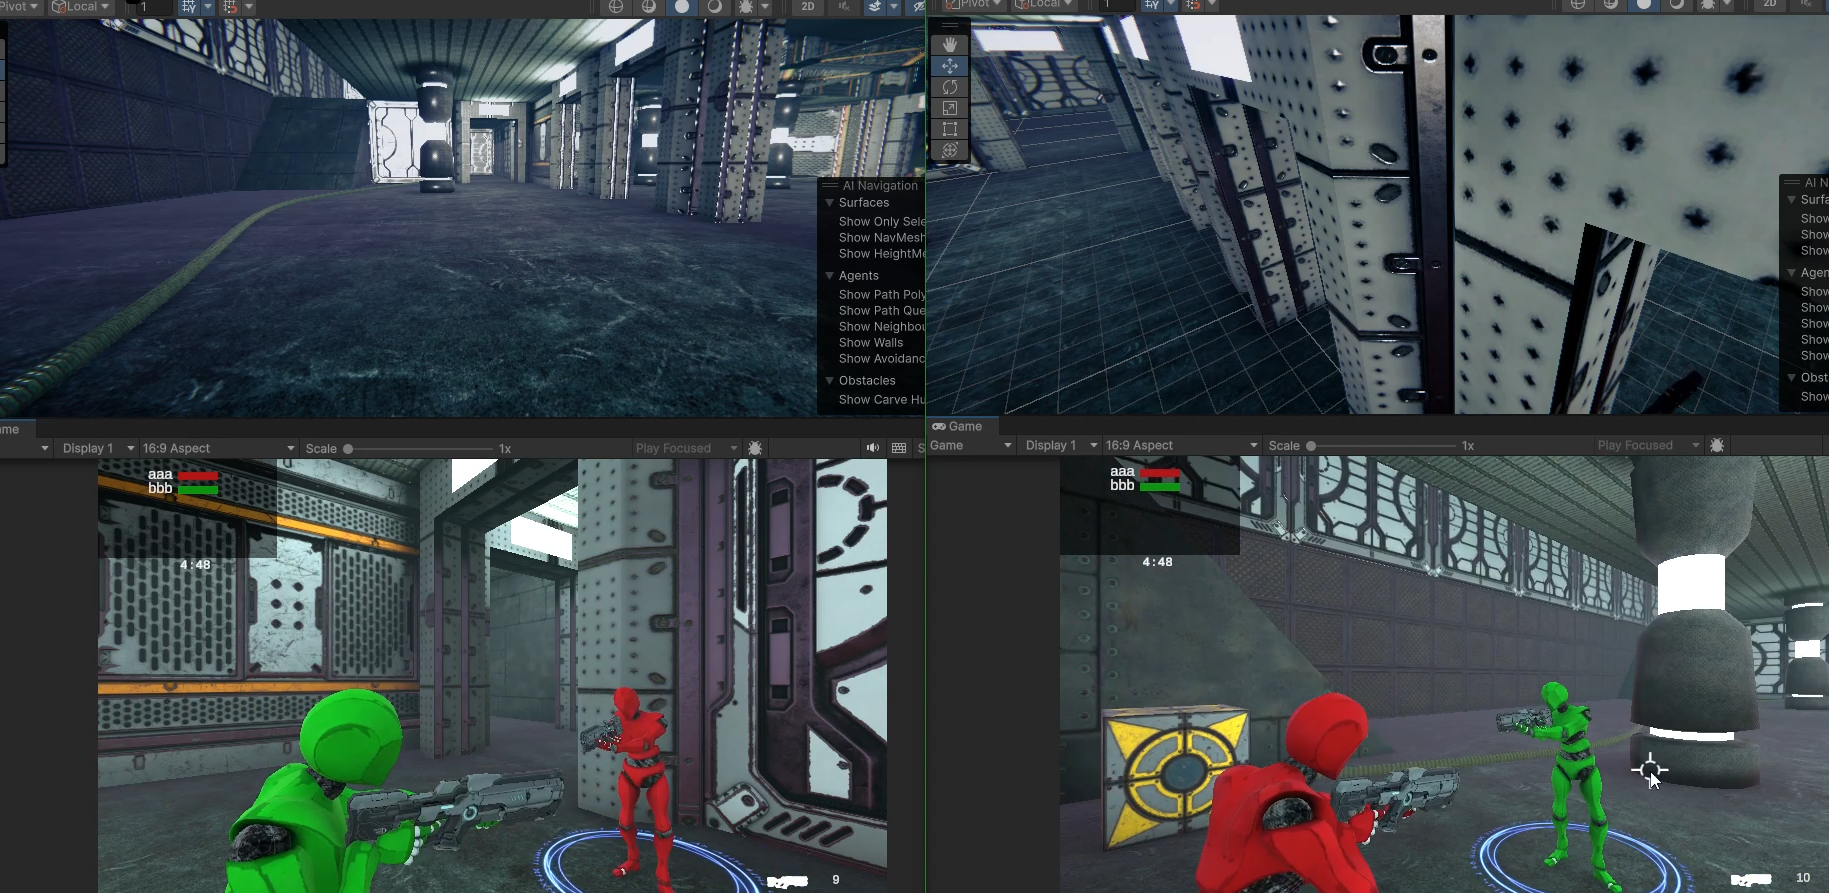 Pivot
Local
1
2D
AI Navigation
Surfaces
Show Only Sele
Show NavMesh
Show HeightMe
Agents
Show Path Poly
Show Path Que
Show Neighbou
Show Walls
Show Avoidanc
Obstacles
Show Carve Hu
Pivot
Local
1
2D
AI N
Surfa
Show
Show
Show
Agen
Show
Show
Show
Show
Show
Obst
Show
ame
Display 1
16:9 Aspect
Scale
1x
Play Focused
S
aaa
bbb
4:48
9
Game
Game
Display 1
16:9 Aspect
Scale
1x
Play Focused
aaa
bbb
4:48
10